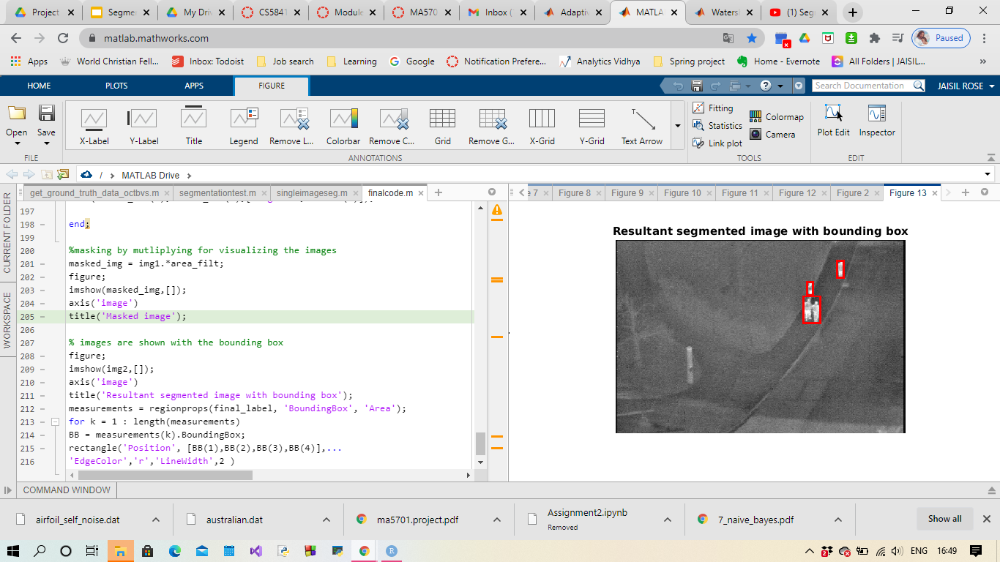 Project
Segme
My Driv
CS5841
Module
MA570
Inbox (
Adaptiv
MATLA
Waters
(1) Seg
matlab.mathworks.com
Paused
Apps
World Christian Fell...
Inbox: Todoist
Job search
Learning
Google
Notification Prefere...
Analytics Vidhya
Spring project
Home - Evernote
All Folders | JAISIL...
HOME
PLOTS
APPS
FIGURE
Search Documentation
JAISIL ROSE
Open
Save
X-Label
Y-Label
Title
Legend
Remove L...
Colorbar
Remove C...
Grid
Remove G...
X-Grid
Y-Grid
Text Arrow
Fitting
Statistics
Link plot
Colormap
Camera
Plot Edit
Inspector
FILE
ANNOTATIONS
TOOLS
EDIT
/
MATLAB Drive
CURRENT FOLDER
WORKSPACE
get_ground_truth_data_octbvs.m
segmentationtest.m
singleimageseg.m
finalcode.m
e 7
Figure 8
Figure 9
Figure 10
Figure 11
Figure 12
Figure 2
Figure 13
197
198 end;
199
200 %masking by mutliplying for visualizing the images
201 masked_img = img1.*area_filt;
202 figure;
203 imshow(masked_img,[]);
204 axis('image')
205 title('Masked image');
206
207 % images are shown with the bounding box
208 figure;
209 imshow(img2,[]);
210 axis('image')
211 title('Resultant segmented image with bounding box');
212 measurements = regionprops(final_label, 'BoundingBox', 'Area');
213 for k = 1 : length(measurements)
214 BB = measurements(k).BoundingBox;
215 rectangle('Position', [BB(1),BB(2),BB(3),BB(4)],...
216 'EdgeColor','r','LineWidth',2 )
Resultant segmented image with bounding box
COMMAND WINDOW
airfoil_self_noise.dat
australian.dat
ma5701.project.pdf
Assignment2.ipynb
Removed
7_naive_bayes.pdf
Show all
ENG
16:49